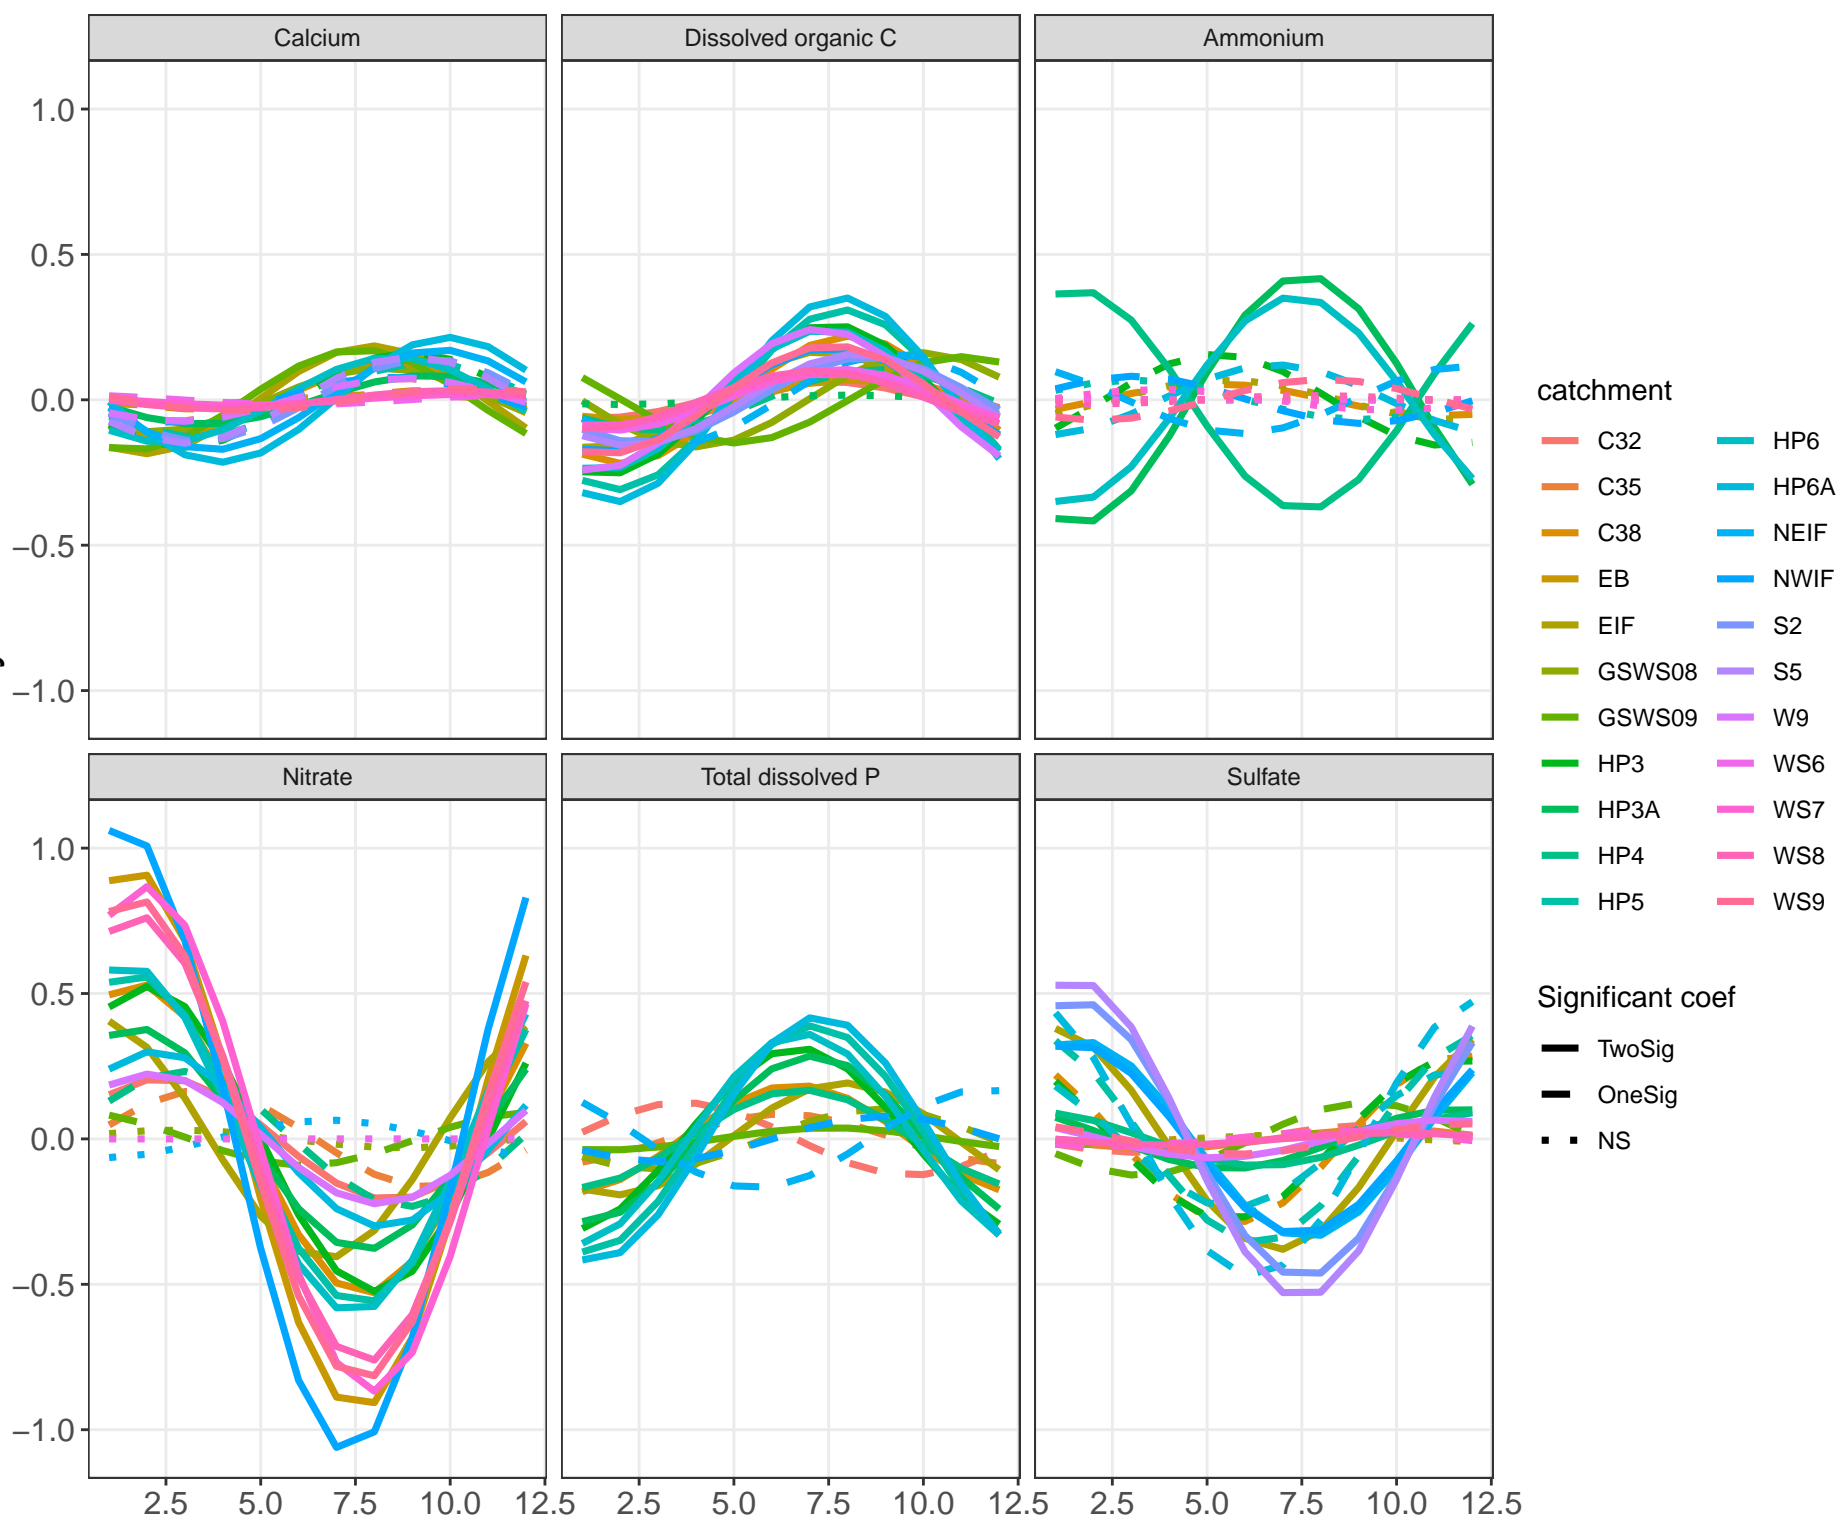 Calcium Dissolved organic C Ammonium
1.0
0.5
0.0
−0.5
−1.0
Nitrate Total dissolved P Sulfate
1.0
0.5
0.0
−0.5
−1.0
2.5 5.0 7.5 10.0 12.5 2.5 5.0 7.5 10.0 12.5 2.5 5.0 7.5 10.0 12.5
catchment
C32 HP6
C35 HP6A
C38 NEIF
EB NWIF
EIF S2
GSWS08 S5
GSWS09 W9
HP3 WS6
HP3A WS7
HP4 WS8
HP5 WS9
Significant coef
TwoSig
OneSig
NS